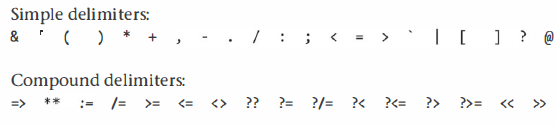 Simple delimiters:
& ' ( ) * + , - . / : ; < = > ` | [ ] ? @
Compound delimiters:
=> ** := /= >= <= <> ?? ?= ?/= ?< ?<= ?> ?>= << >>